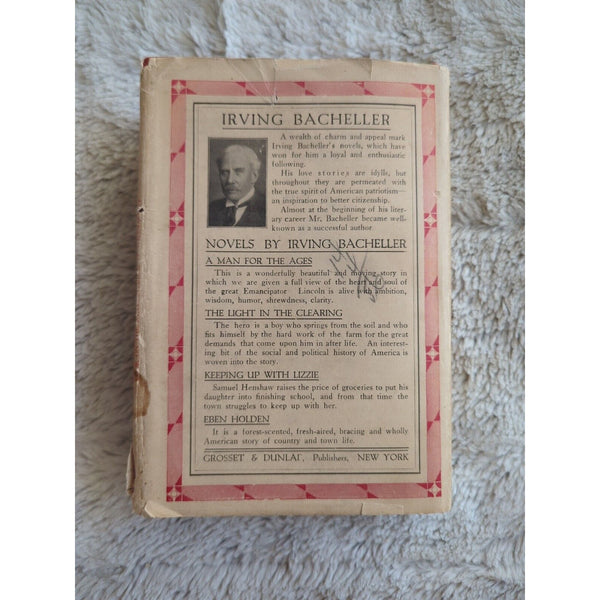 IRVING BACHELLER
A wealth of charm and appeal mark
Irving Bacheller's novels, which have
won for him a loyal and enthusiastic
following.
His love stories are idylls, but
throughout they are permeated with
the true spirit of American patriotism—
an inspiration to better citizenship.
Almost at the beginning of his liter-
ary career Mr. Bacheller became well-
known as a successful author
NOVELS BY IRVING BACHELLER
A MAN FOR THE AGES
This is a wonderfully beautiful and moving story in
which we are given a full view of the heart and soul of
the great Emancipator Lincoln is alive with ambition,
wisdom, humor, shrewdness, clarity.
THE LIGHT IN THE CLEARING
The hero is a boy who springs from the soil and who
fits himself by the hard work of the farm for the great
demands that come upon him in after life. An interest-
ing bit of the social and political history of America is
woven into the story.
KEEPING UP WITH LIZZIE
Samuel Henshaw raises the price of groceries to put his
daughter into finishing school, and from that time the
town struggles to keep up with her.
EBEN HOLDEN
It is a forest-scented, fresh-aired, bracing and wholly
American story of country and town life.
GROSSET & DUNLAP, Publishers, NEW YORK